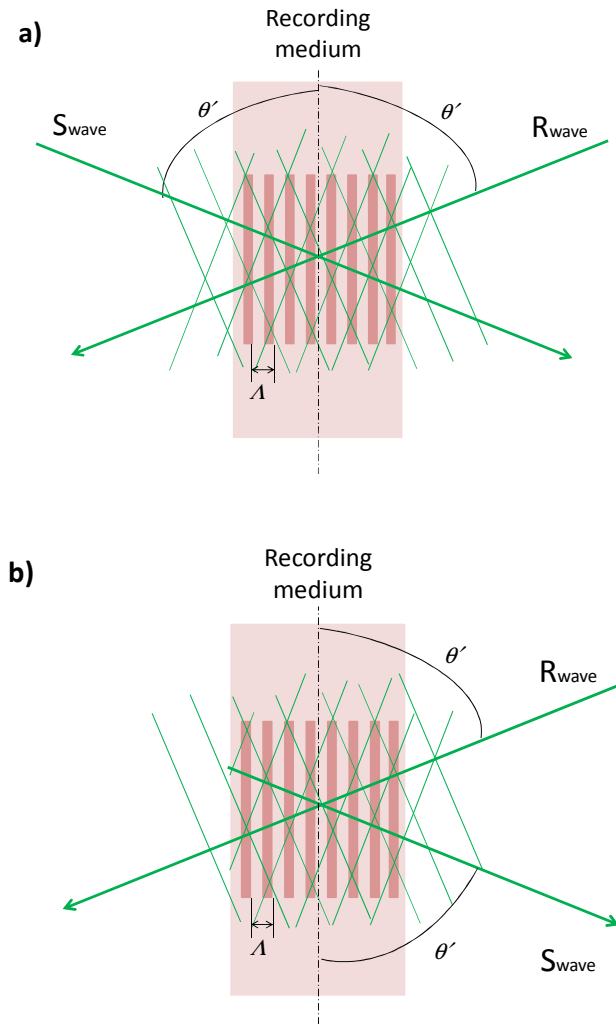 a)
Recording
medium
θ′ θ′
Swave Rwave
Λ
b)
Recording
medium
θ′
Rwave
Λ
θ′
Swave